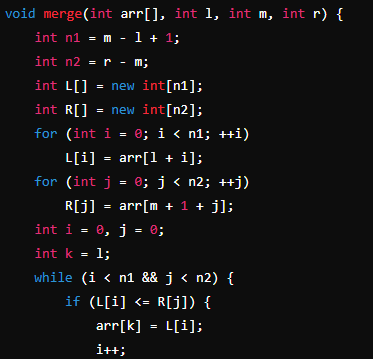 void merge(int arr[], int l, int m, int r) {
    int n1 = m - l + 1;
    int n2 = r - m;
    int L[] = new int[n1];
    int R[] = new int[n2];
    for (int i = 0; i < n1; ++i)
        L[i] = arr[l + i];
    for (int j = 0; j < n2; ++j)
        R[j] = arr[m + 1 + j];
    int i = 0, j = 0;
    int k = l;
    while (i < n1 && j < n2) {
        if (L[i] <= R[j]) {
            arr[k] = L[i];
            i++;